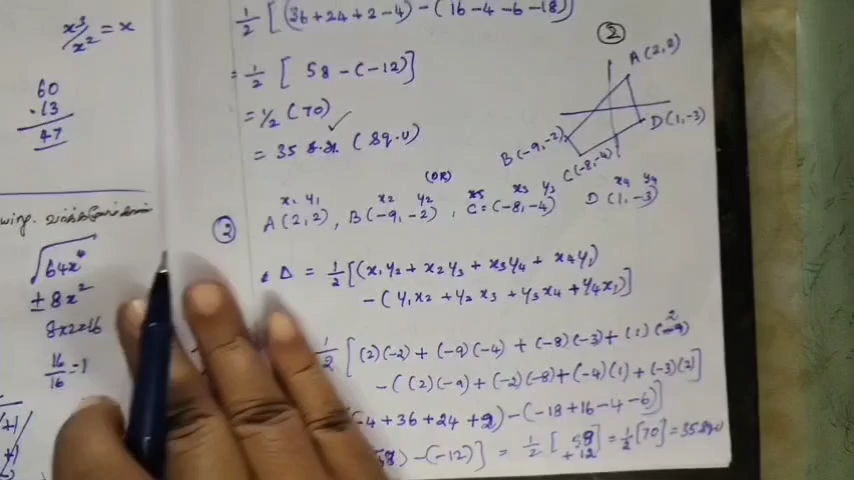 x³/x² = x
60
-13
47
√64x⁴
± 8x²
8x2=16
16/16 = 1
1/2 [(36+24+2-4) - (16-4-6-18)]
= 1/2 [ 58 - (-12)]
= 1/2 (70)
= 35 (sq.u)
②
A (2,2)
B (-9,-2)
C (-8,-4)
D (1,-3)
(OR)
x₁ y₁ x₂ y₂ x₃ y₃ x₄ y₄
② A (2,2), B (-9,-2), C = (-8,-4) D (1,-3)
Δ = 1/2 [(x₁y₂ + x₂y₃ + x₃y₄ + x₄y₁)
- (y₁x₂ + y₂x₃ + y₃x₄ + y₄x₁)]
1/2 [(2)(-2) + (-9)(-4) + (-8)(-3) + (1)(2)
- ((2)(-9) + (-2)(-8) + (-4)(1) + (-3)(2)]
-4 + 36 + 24 + 2) - (-18 + 16 - 4 - 6)]
58) - (-12)] = 1/2 [58 + 12] = 1/2 [70] = 35 sq.u